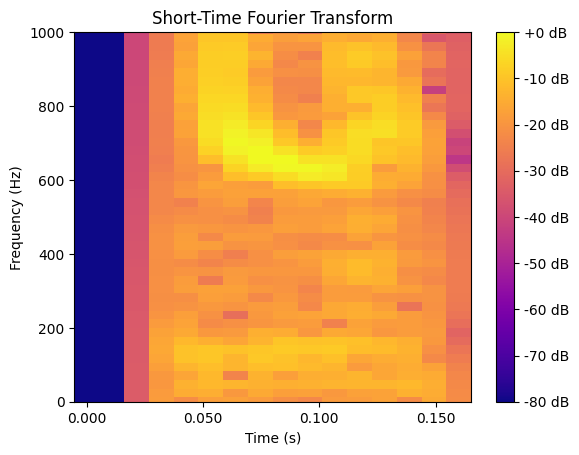 Short-Time Fourier Transform
Frequency (Hz)
1000
800
600
400
200
0
0.000
0.050
0.100
0.150
Time (s)
+0 dB
-10 dB
-20 dB
-30 dB
-40 dB
-50 dB
-60 dB
-70 dB
-80 dB